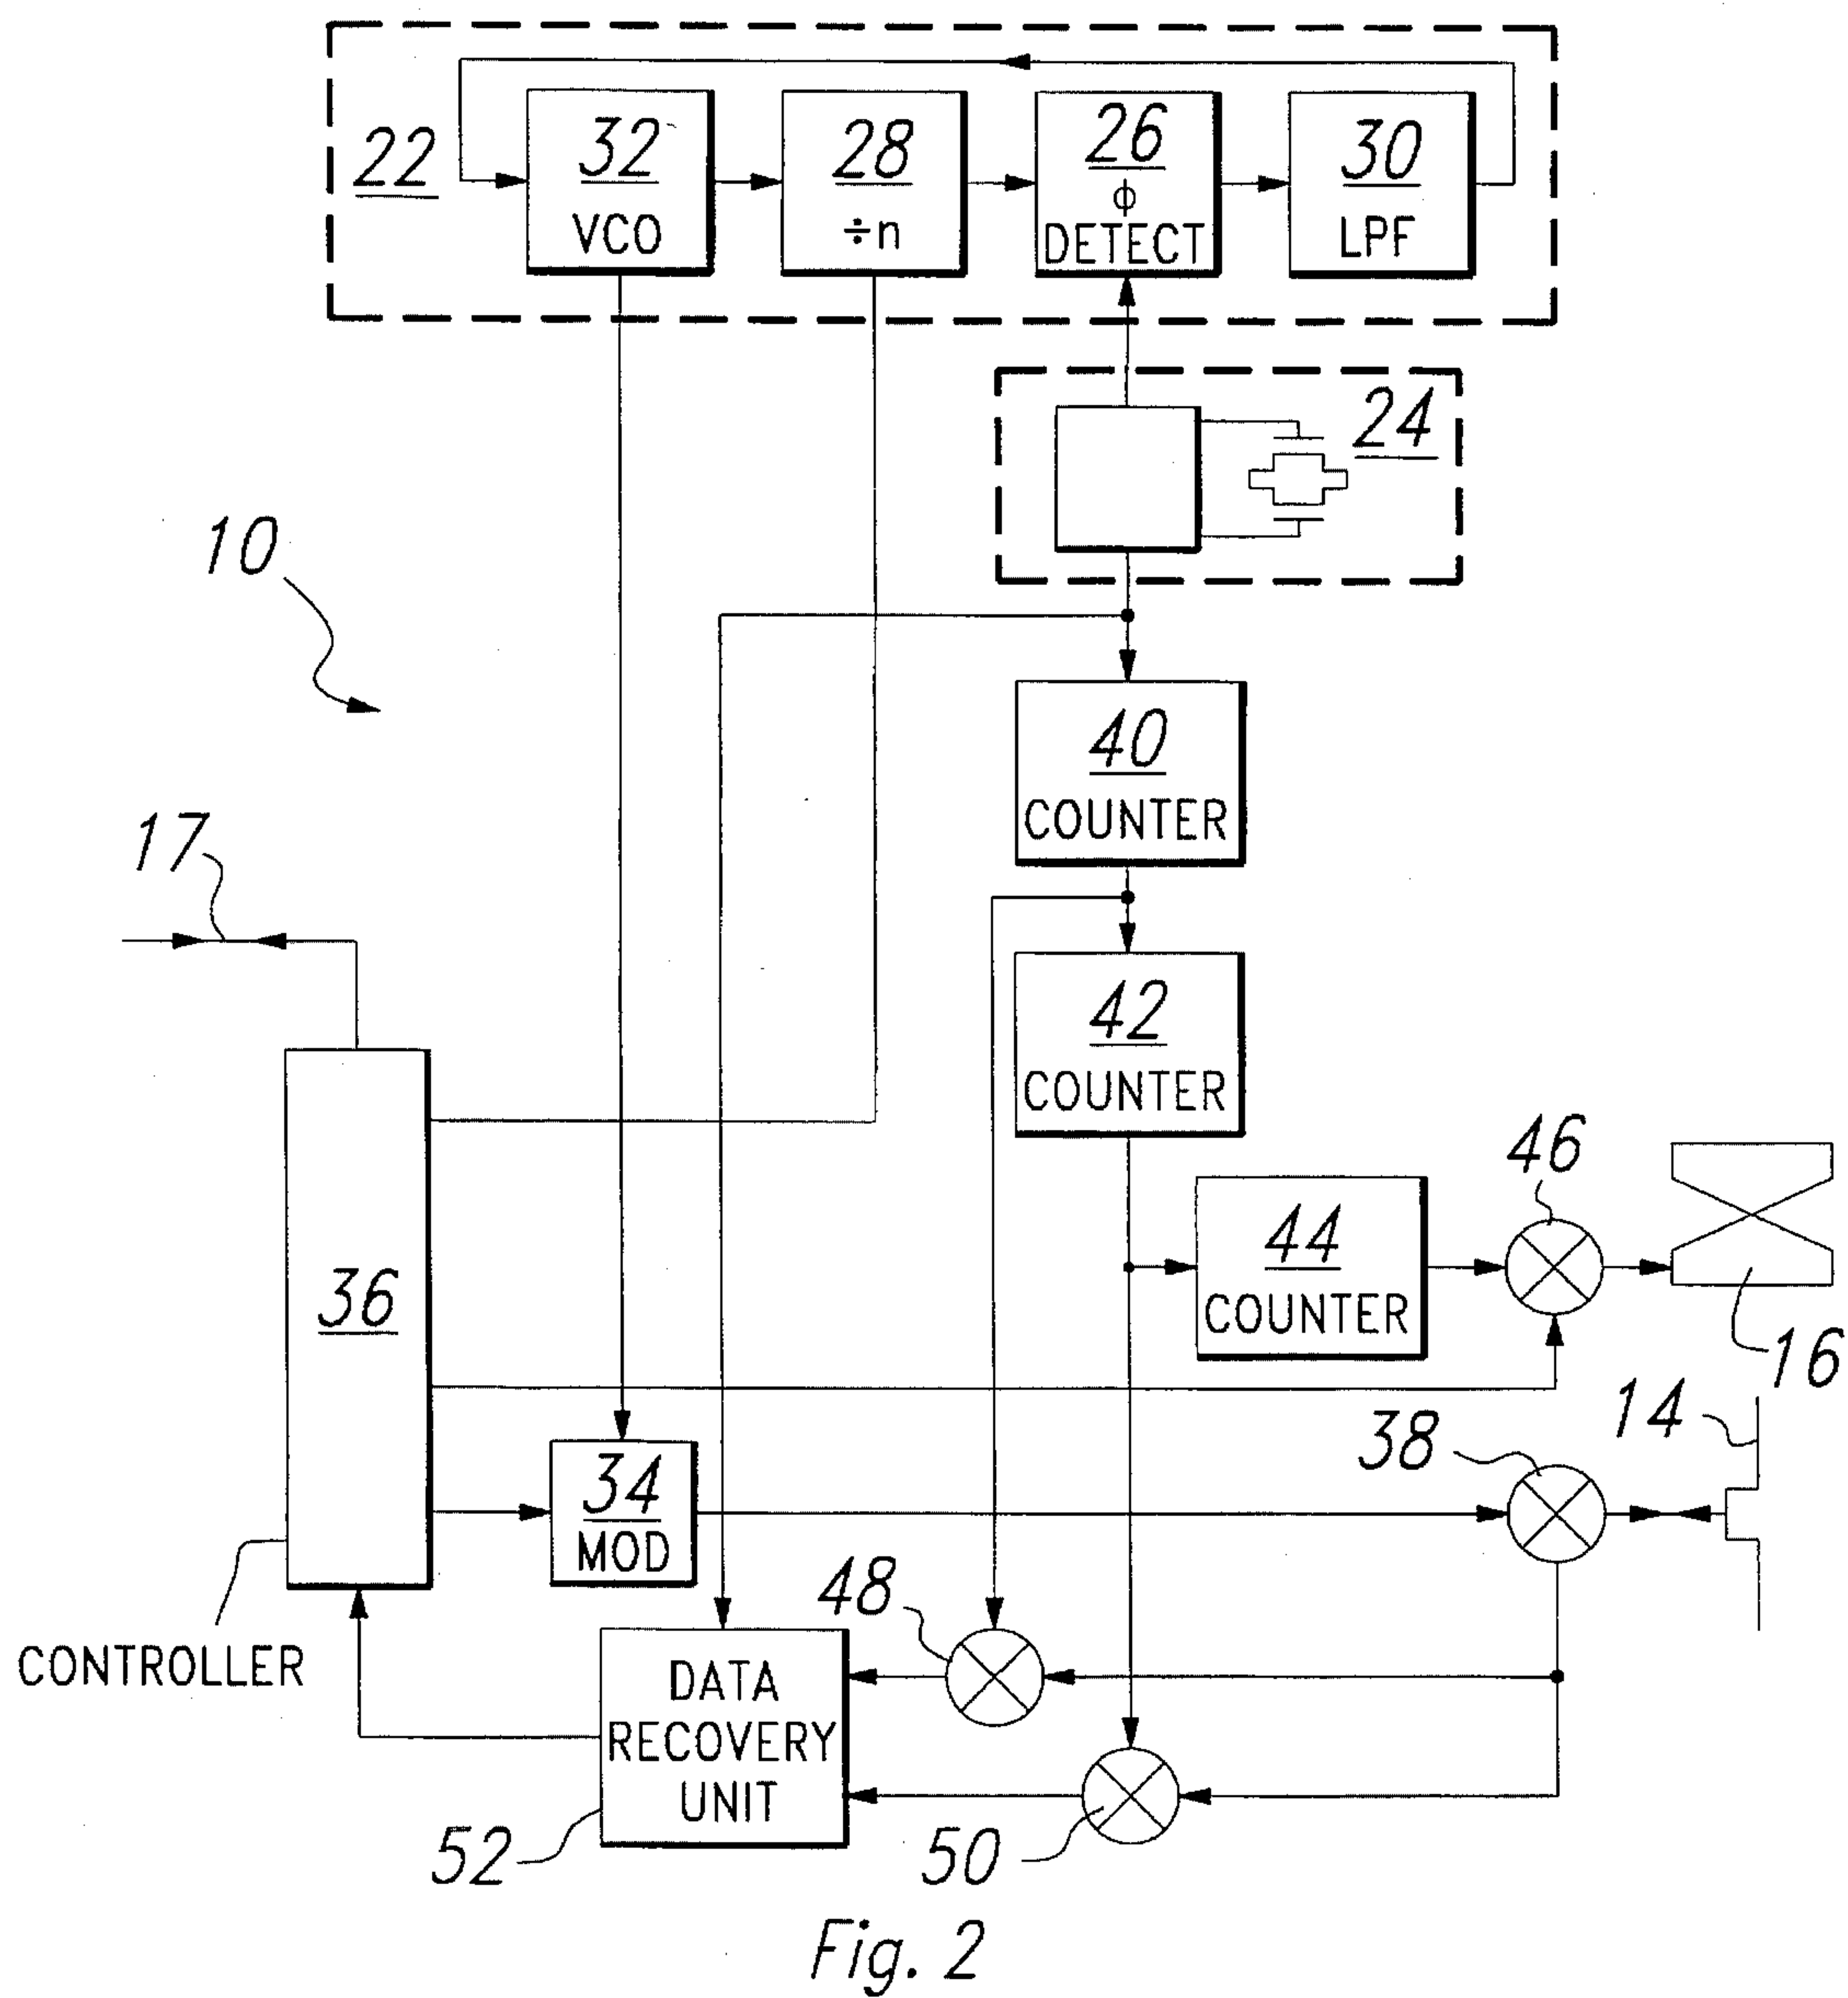 22
32
VCO
28
÷n
26
ϕ
DETECT
30
LPF
24
10
40
COUNTER
17
42
COUNTER
46
44
COUNTER
36
16
14
38
34
MOD
48
CONTROLLER
DATA
RECOVERY
UNIT
52
50
Fig. 2